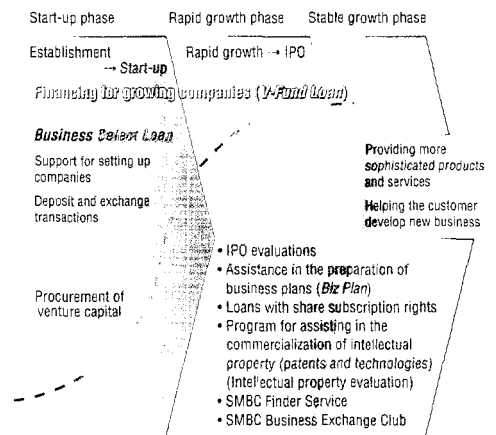 Start-up phase
Rapid growth phase
Stable growth phase
Establishment
→ Start-up
Rapid growth → IPO
Financing for growing companies (V-Fund Loan)
Business Select Loan
Support for setting up
companies
Deposit and exchange
transactions
Procurement of
venture capital
Providing more
sophisticated products
and services
Helping the customer
develop new business
• IPO evaluations
• Assistance in the preparation of
business plans (Biz Plan)
• Loans with share subscription rights
• Program for assisting in the
commercialization of intellectual
property (patents and technologies)
(Intellectual property evaluation)
• SMBC Finder Service
• SMBC Business Exchange Club